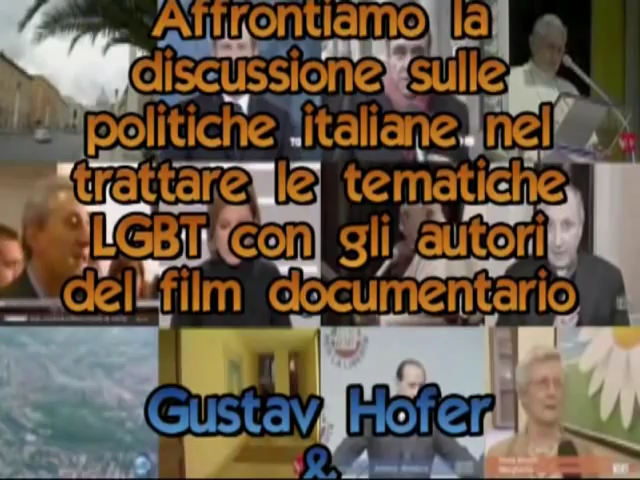 Affrontiamo la
discussione sulle
politiche italiane nel
trattare le tematiche
LGBT con gli autori
del film documentario
Gustav Hofer
&